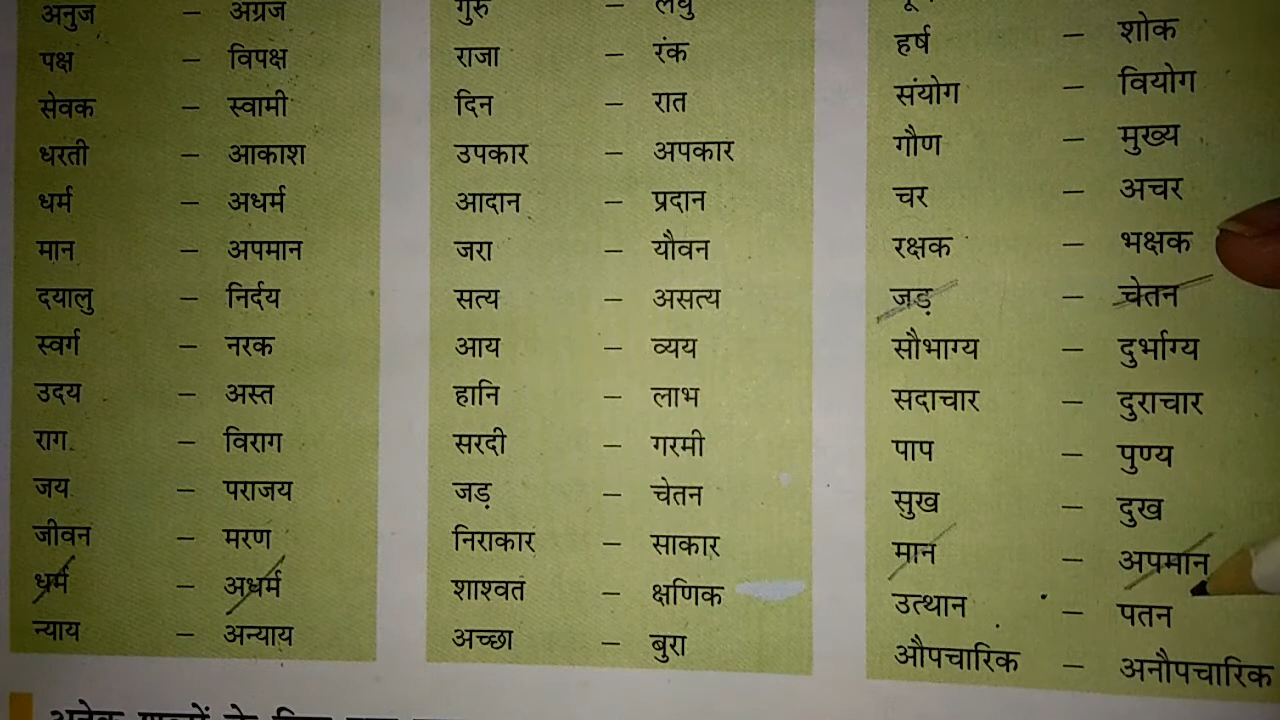 अनुज – अग्रज
पक्ष – विपक्ष
सेवक – स्वामी
धरती – आकाश
धर्म – अधर्म
मान – अपमान
दयालु – निर्दय
स्वर्ग – नरक
उदय – अस्त
राग – विराग
जय – पराजय
जीवन – मरण
धर्म – अधर्म
न्याय – अन्याय
गुरु – लघु
राजा – रंक
दिन – रात
उपकार – अपकार
आदान – प्रदान
जरा – यौवन
सत्य – असत्य
आय – व्यय
हानि – लाभ
सरदी – गरमी
जड़ – चेतन
निराकार – साकार
शाश्वत – क्षणिक
अच्छा – बुरा
हर्ष – शोक
संयोग – वियोग
गौण – मुख्य
चर – अचर
रक्षक – भक्षक
जड़ – चेतन
सौभाग्य – दुर्भाग्य
सदाचार – दुराचार
पाप – पुण्य
सुख – दुख
मान – अपमान
उत्थान – पतन
औपचारिक – अनौपचारिक